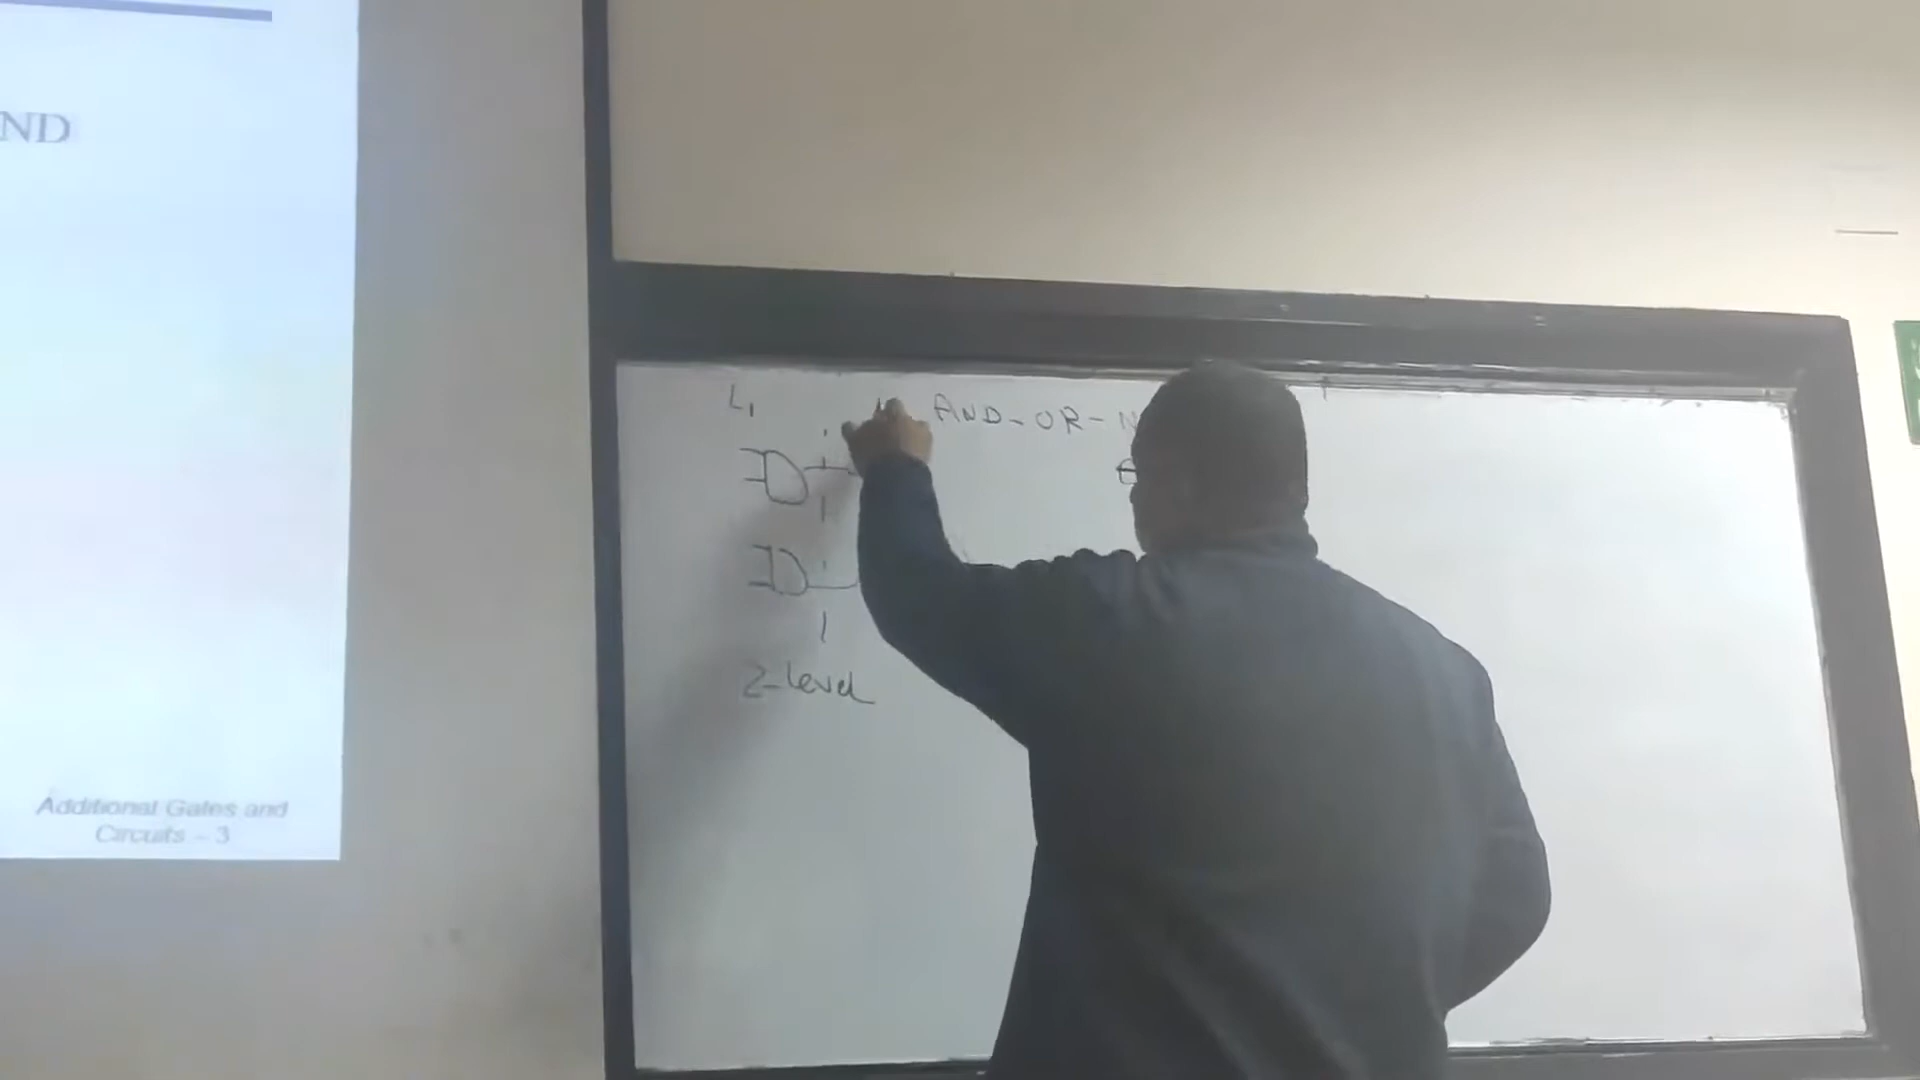 ND
Additional Gates and
Circuits - 3
L1
AND-OR-N
2-level